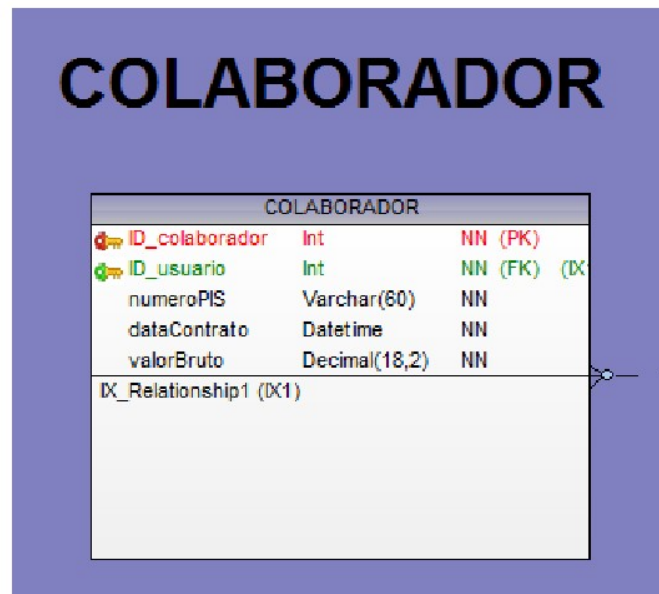 COLABORADOR
COLABORADOR
ID_colaborador Int NN (PK)
ID_usuario Int NN (FK) (IX
numeroPIS Varchar(60) NN
dataContrato Datetime NN
valorBruto Decimal(18,2) NN
IX_Relationship1 (IX1)